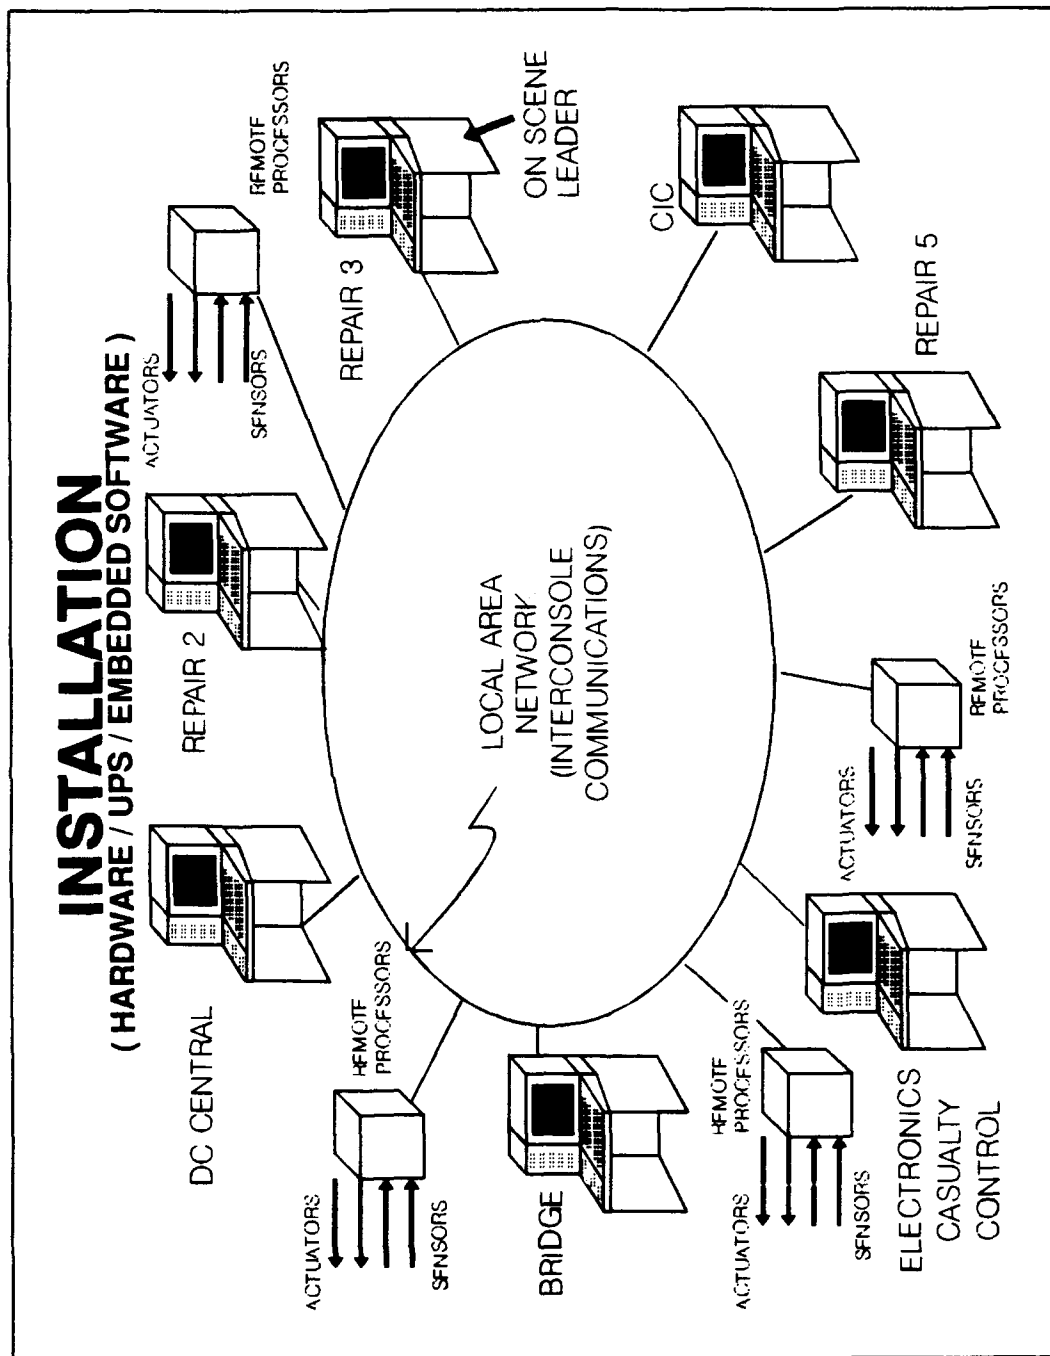 INSTALLATION
( HARDWARE / UPS / EMBEDDED SOFTWARE )
DC CENTRAL
REPAIR 2
ACTUATORS
SENSORS
REMOTE
PROCESSORS
REPAIR 3
ON SCENE
LEADER
ACTUATORS
SENSORS
REMOTE
PROCESSORS
LOCAL AREA
NETWORK
(INTERCONSOLE
COMMUNICATIONS)
CIC
BRIDGE
REPAIR 5
ACTUATORS
SENSORS
REMOTE
PROCESSORS
ELECTRONICS
CASUALTY
CONTROL
ACTUATORS
SENSORS
REMOTE
PROCESSORS